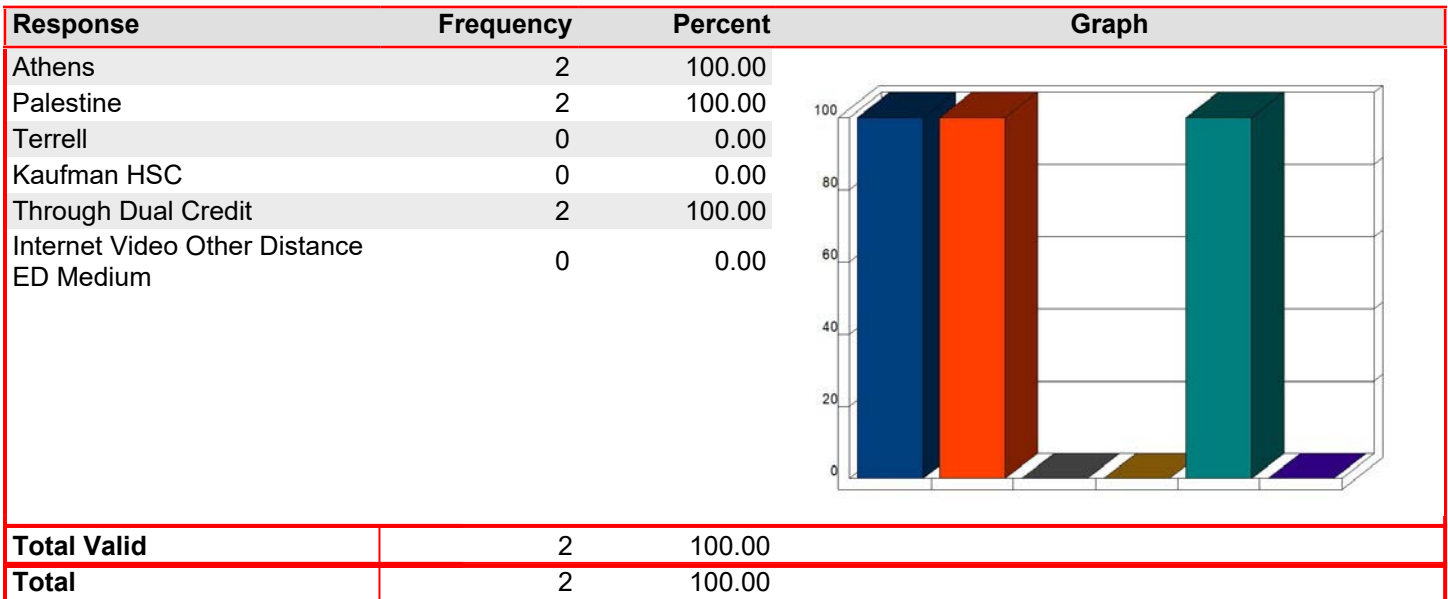 Response Frequency Percent Graph
Athens 2 100.00
Palestine 2 100.00
Terrell 0 0.00
Kaufman HSC 0 0.00
Through Dual Credit 2 100.00
Internet Video Other Distance
ED Medium 0 0.00
100
80
60
40
20
0
Total Valid 2 100.00
Total 2 100.00